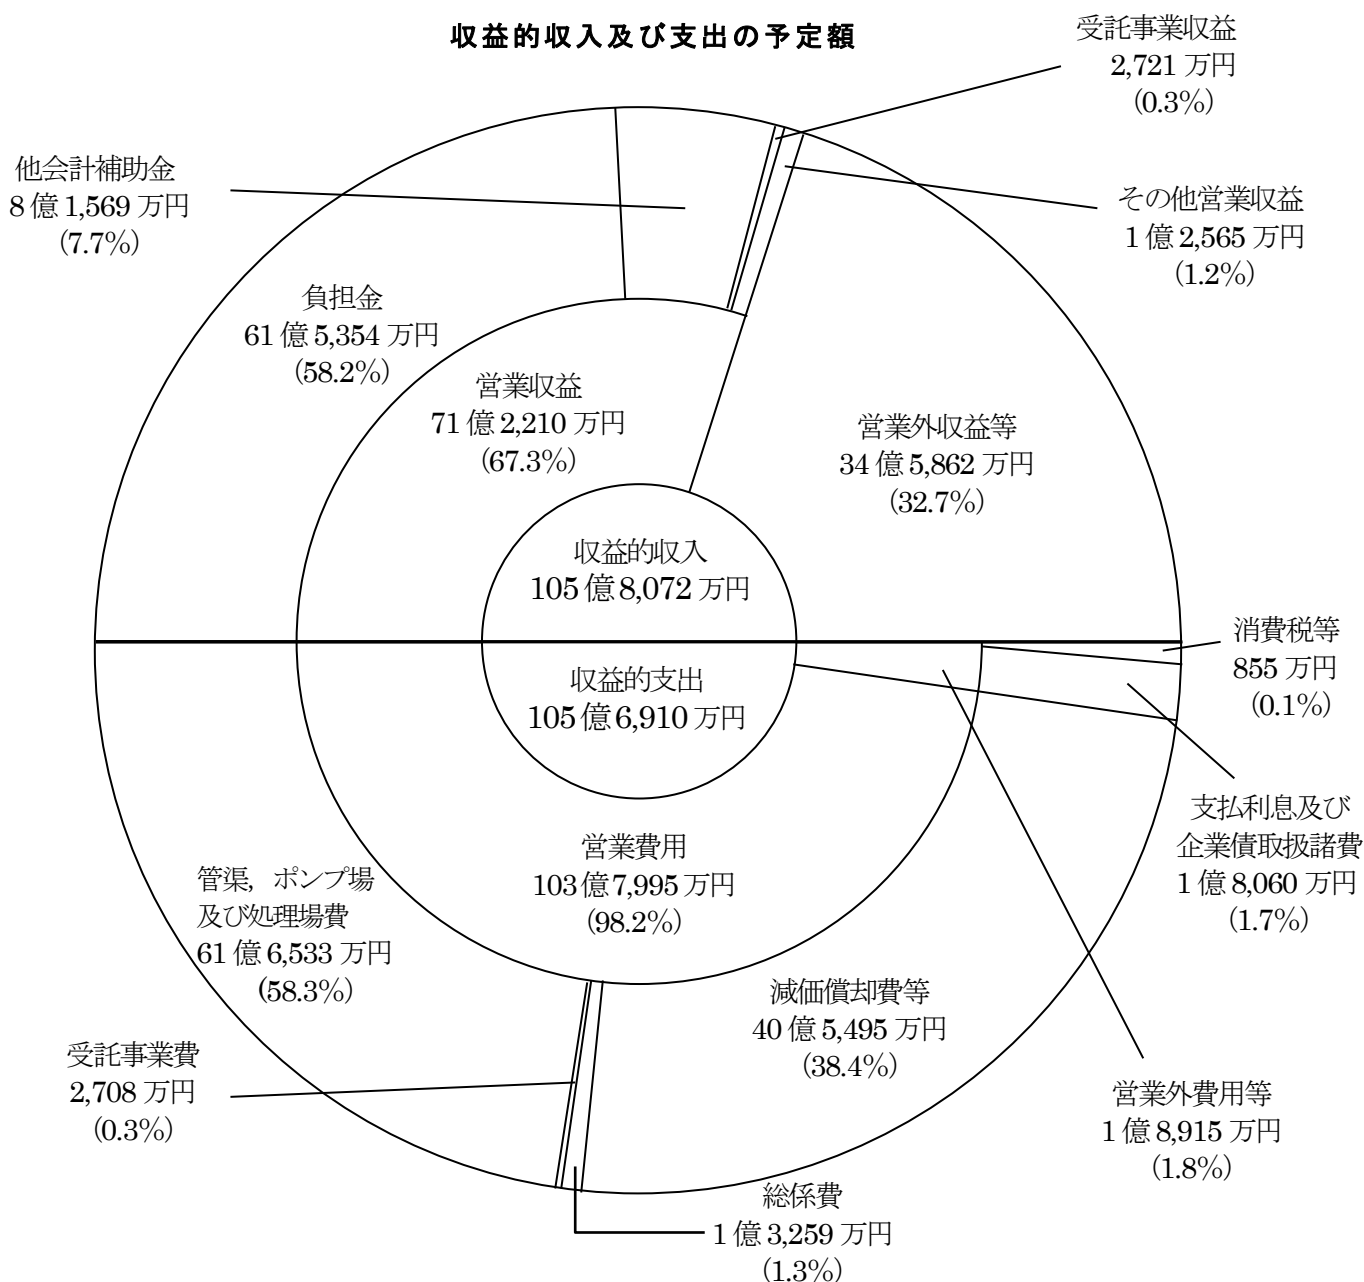 収益的収入及び支出の予定額
受託事業収益
2,721 万円
(0.3%)
他会計補助金
8 億 1,569 万円
(7.7%)
その他営業収益
1 億 2,565 万円
(1.2%)
負担金
61 億 5,354 万円
(58.2%)
営業収益
71 億 2,210 万円
(67.3%)
営業外収益等
34 億 5,862 万円
(32.7%)
収益的収入
105 億 8,072 万円
収益的支出
105 億 6,910 万円
消費税等
855 万円
(0.1%)
支払利息及び
企業債取扱諸費
1 億 8,060 万円
(1.7%)
営業費用
103 億 7,995 万円
(98.2%)
管渠，ポンプ場
及び処理場費
61 億 6,533 万円
(58.3%)
減価償却費等
40 億 5,495 万円
(38.4%)
受託事業費
2,708 万円
(0.3%)
営業外費用等
1 億 8,915 万円
(1.8%)
総係費
1 億 3,259 万円
(1.3%)